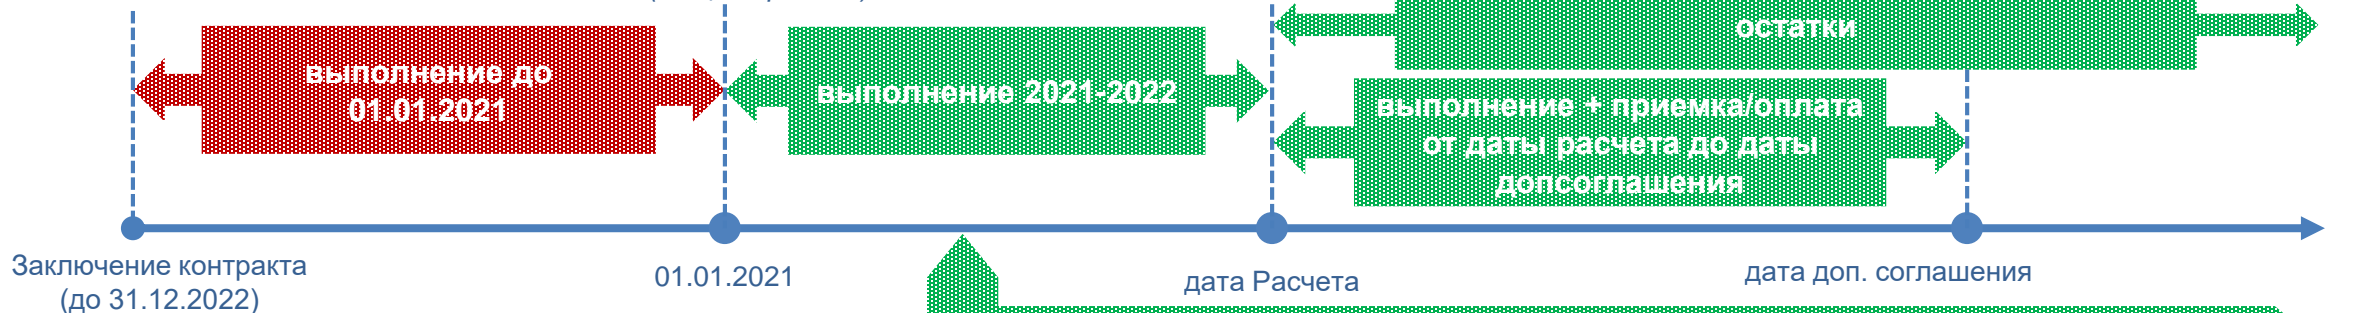 остатки
выполнение до
01.01.2021
выполнение 2021-2022
выполнение + приемка/оплата
от даты расчета до даты
допсоглашения
Заключение контракта
(до 31.12.2022)
01.01.2021
дата Расчета
дата доп. соглашения